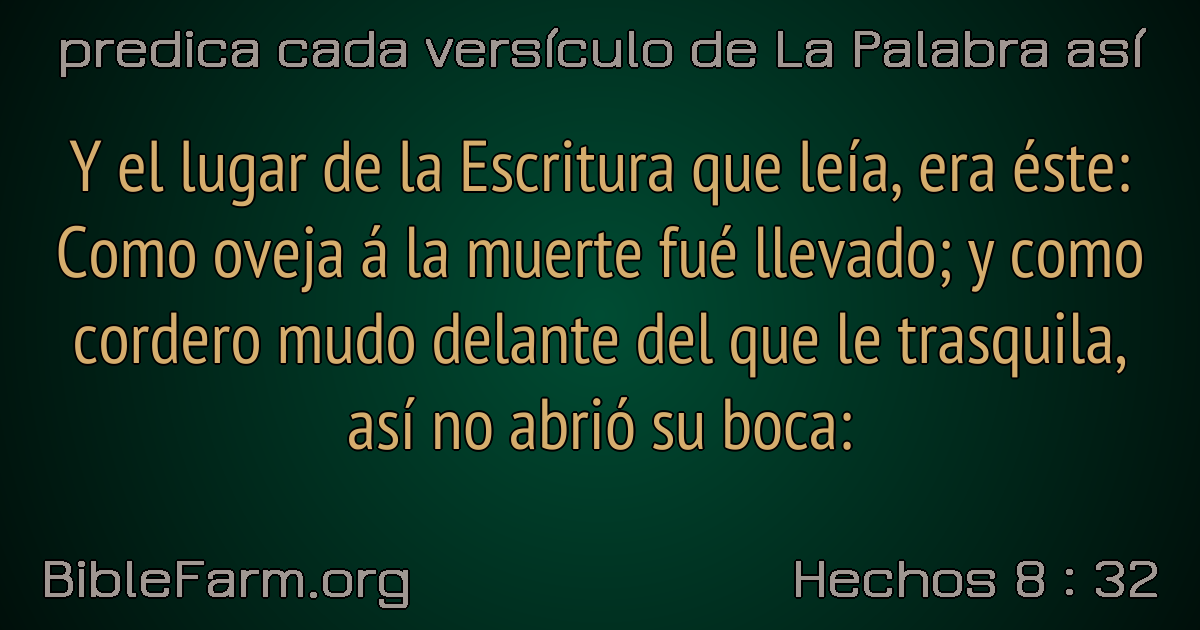 predica cada versículo de La Palabra así
Y el lugar de la Escritura que leía, era éste:
Como oveja á la muerte fué llevado; y como
cordero mudo delante del que le trasquila,
así no abrió su boca:
BibleFarm.org
Hechos 8 : 32